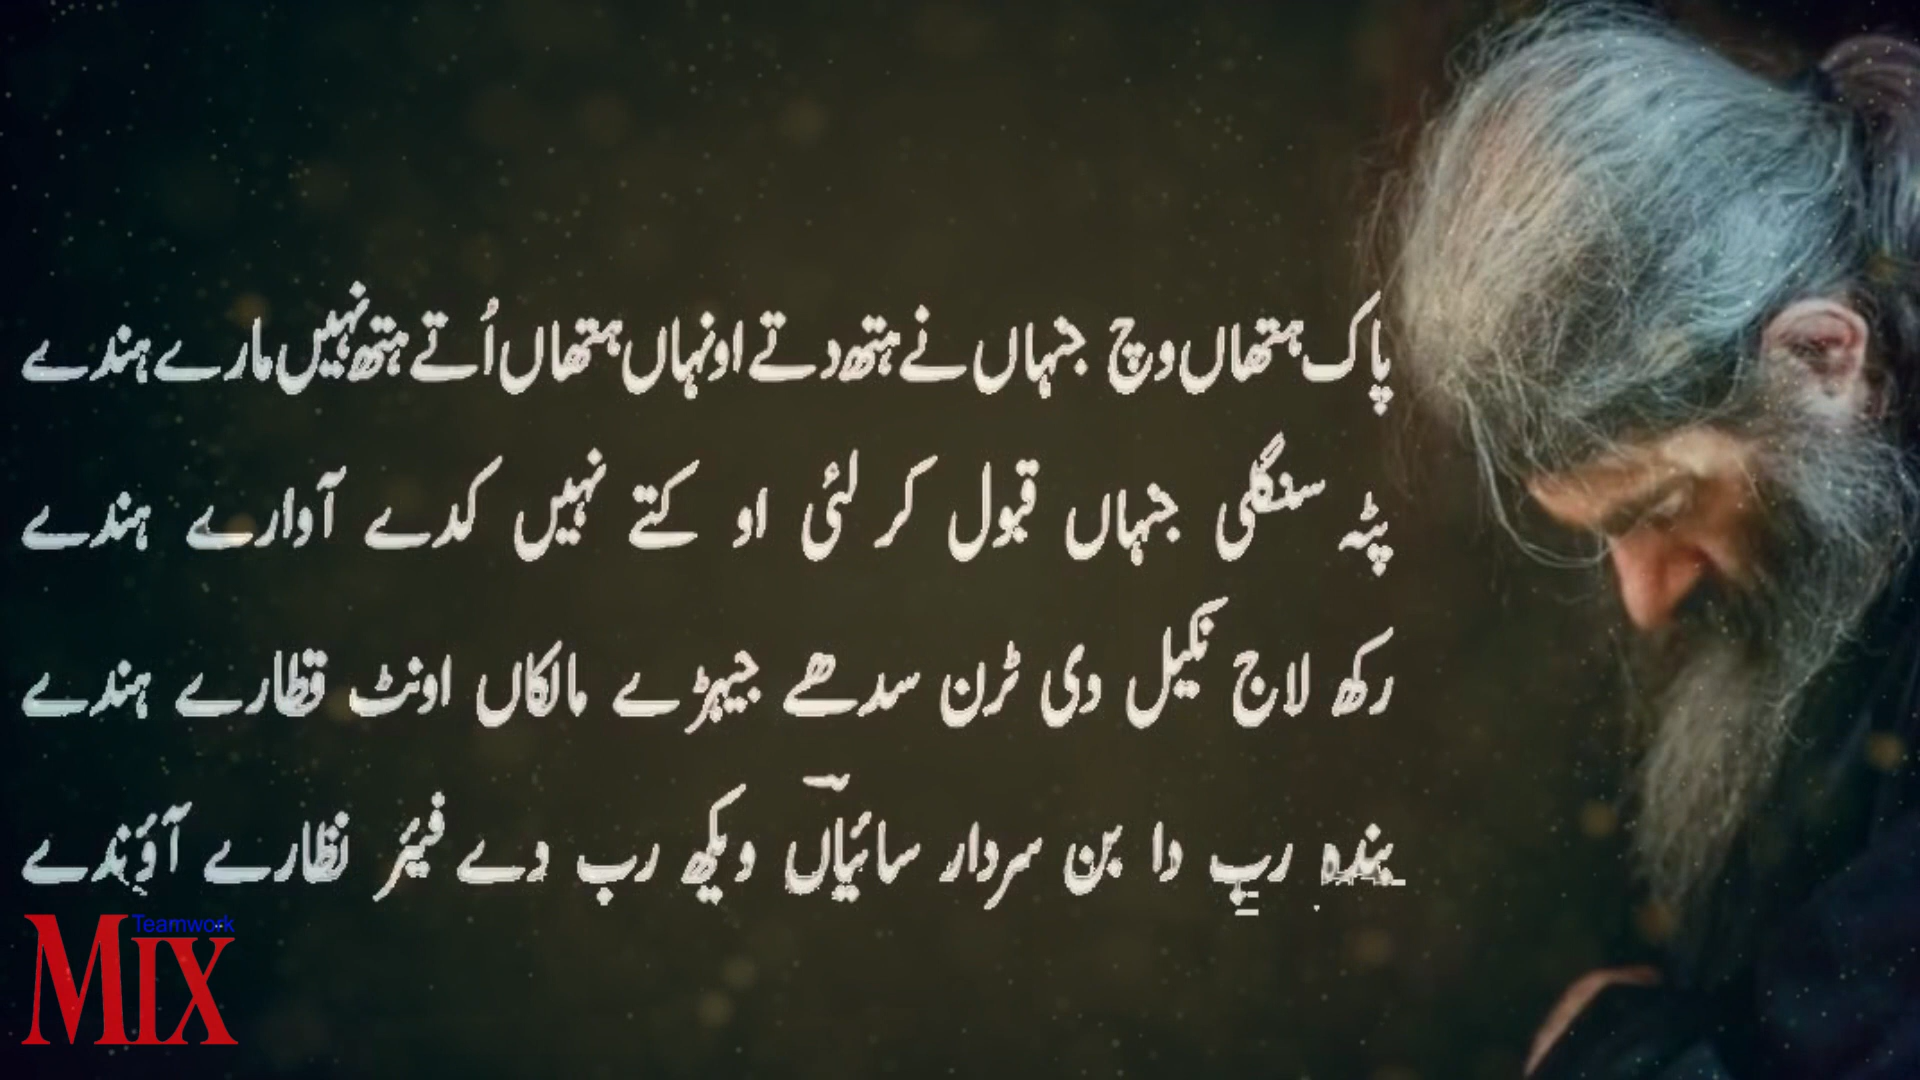 پاک ہتھاں وچ جنہاں نے ہتھ دتے اونہاں ہتھاں اُتے ہتھ نہیں مارے ہندے
پٹہ سنگلی جنہاں قبول کر لئی او کتے نہیں کدے آوارے ہندے
رکھ لاج نکیل دی ٹرن سدھے جیہڑے مالکاں اونٹ قطارے ہندے
بندہ رب دا بن سردار سائیاںؔ ویکھ رب دے فیئر نظارے آؤندے
Teamwork
MIX